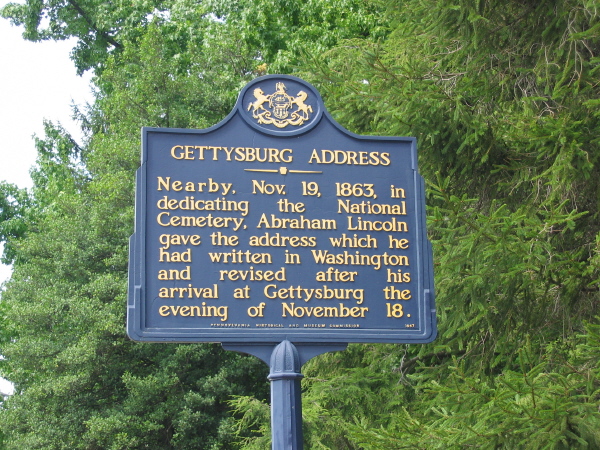 GETTYSBURG ADDRESS
Nearby, Nov. 19, 1863, in
dedicating the National
Cemetery, Abraham Lincoln
gave the address which he
had written in Washington
and revised after his
arrival at Gettysburg the
evening of November 18.
PENNSYLVANIA HISTORICAL AND MUSEUM COMMISSION 1947